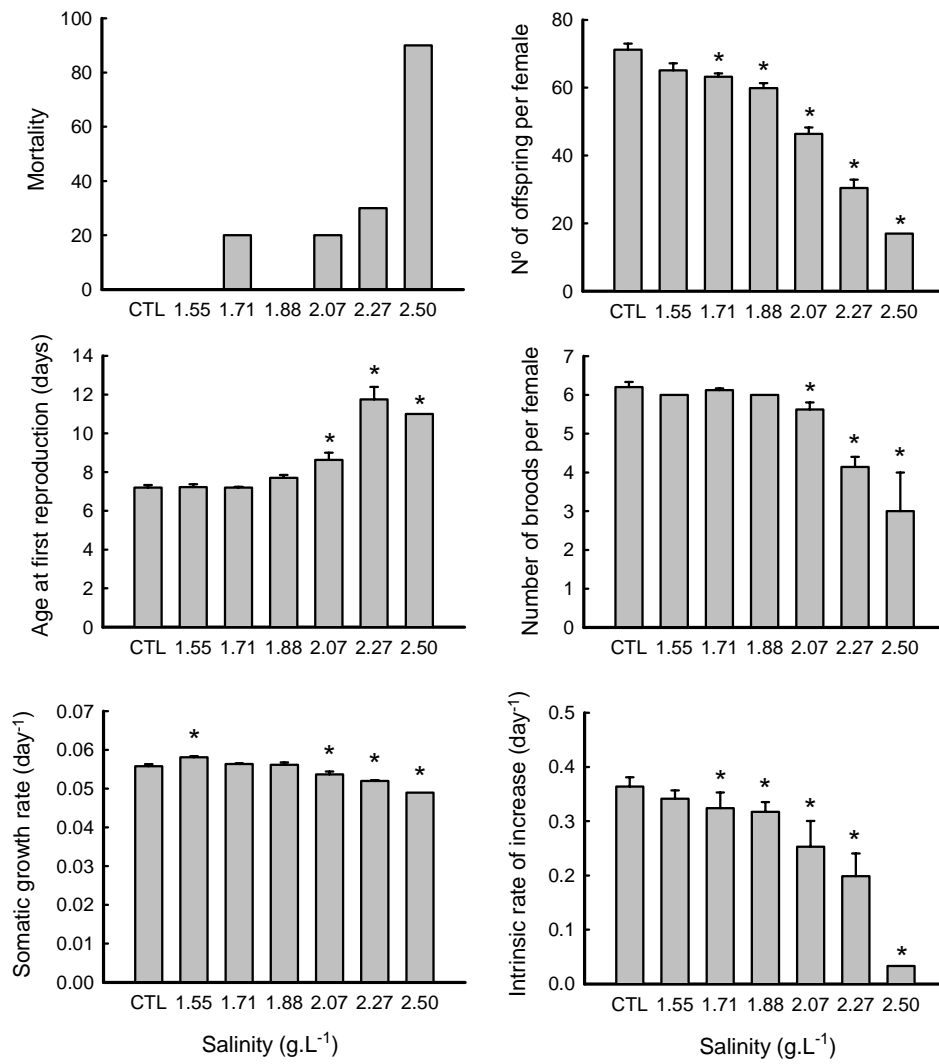 Mortality
100
80
60
40
20
0
CTL 1.55 1.71 1.88 2.07 2.27 2.50
Nº of offspring per female
80
60
40
20
0
* * * * *
CTL 1.55 1.71 1.88 2.07 2.27 2.50
Age at first reproduction (days)
14
12
10
8
6
4
2
0
* * *
CTL 1.55 1.71 1.88 2.07 2.27 2.50
Number of broods per female
7
6
5
4
3
2
1
0
* * *
CTL 1.55 1.71 1.88 2.07 2.27 2.50
Somatic growth rate (day⁻¹)
0.07
0.06
0.05
0.04
0.03
0.02
0.01
0.00
* * * *
CTL 1.55 1.71 1.88 2.07 2.27 2.50
Salinity (g.L⁻¹)
Intrinsic rate of increase (day⁻¹)
0.5
0.4
0.3
0.2
0.1
0.0
* * * * *
CTL 1.55 1.71 1.88 2.07 2.27 2.50
Salinity (g.L⁻¹)